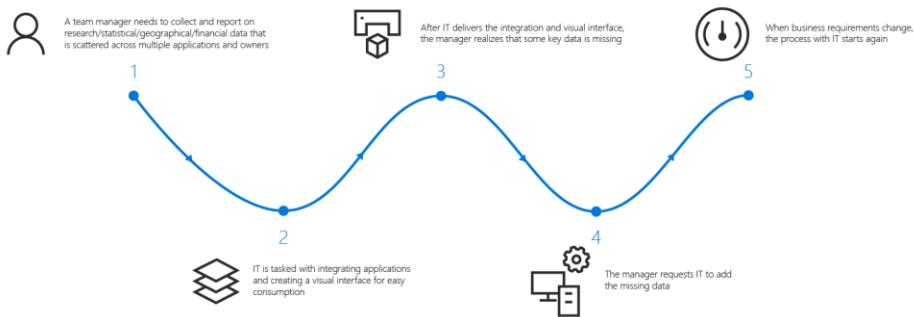 A team manager needs to collect and report on
research/statistical/geographical/financial data that
is scattered across multiple applications and owners
1
2
IT is tasked with integrating applications
and creating a visual interface for easy
consumption
After IT delivers the integration and visual interface,
the manager realizes that some key data is missing
3
4
The manager requests IT to add
the missing data
When business requirements change,
the process with IT starts again
5